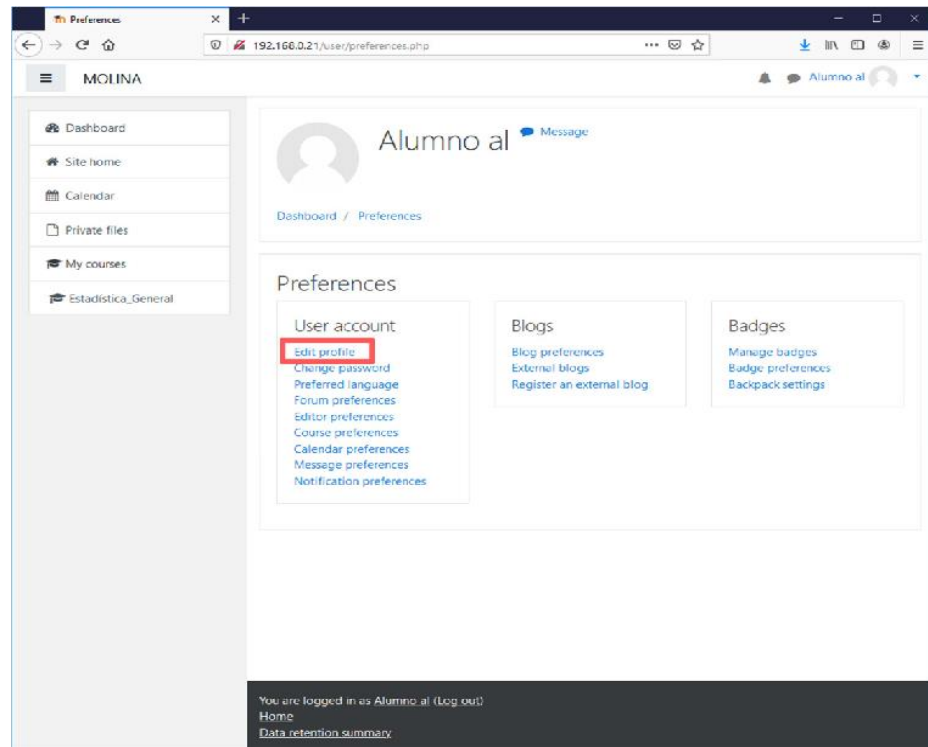 Preferences
192.168.0.21/user/preferences.php
MOLINA
Alumno al
Dashboard
Site home
Calendar
Private files
My courses
Estadística_General
Alumno al
Message
Dashboard / Preferences
Preferences
User account
Edit profile
Change password
Preferred language
Forum preferences
Editor preferences
Course preferences
Calendar preferences
Message preferences
Notification preferences
Blogs
Blog preferences
External blogs
Register an external blog
Badges
Manage badges
Badge preferences
Backpack settings
You are logged in as Alumno al (Log out)
Home
Data retention summary